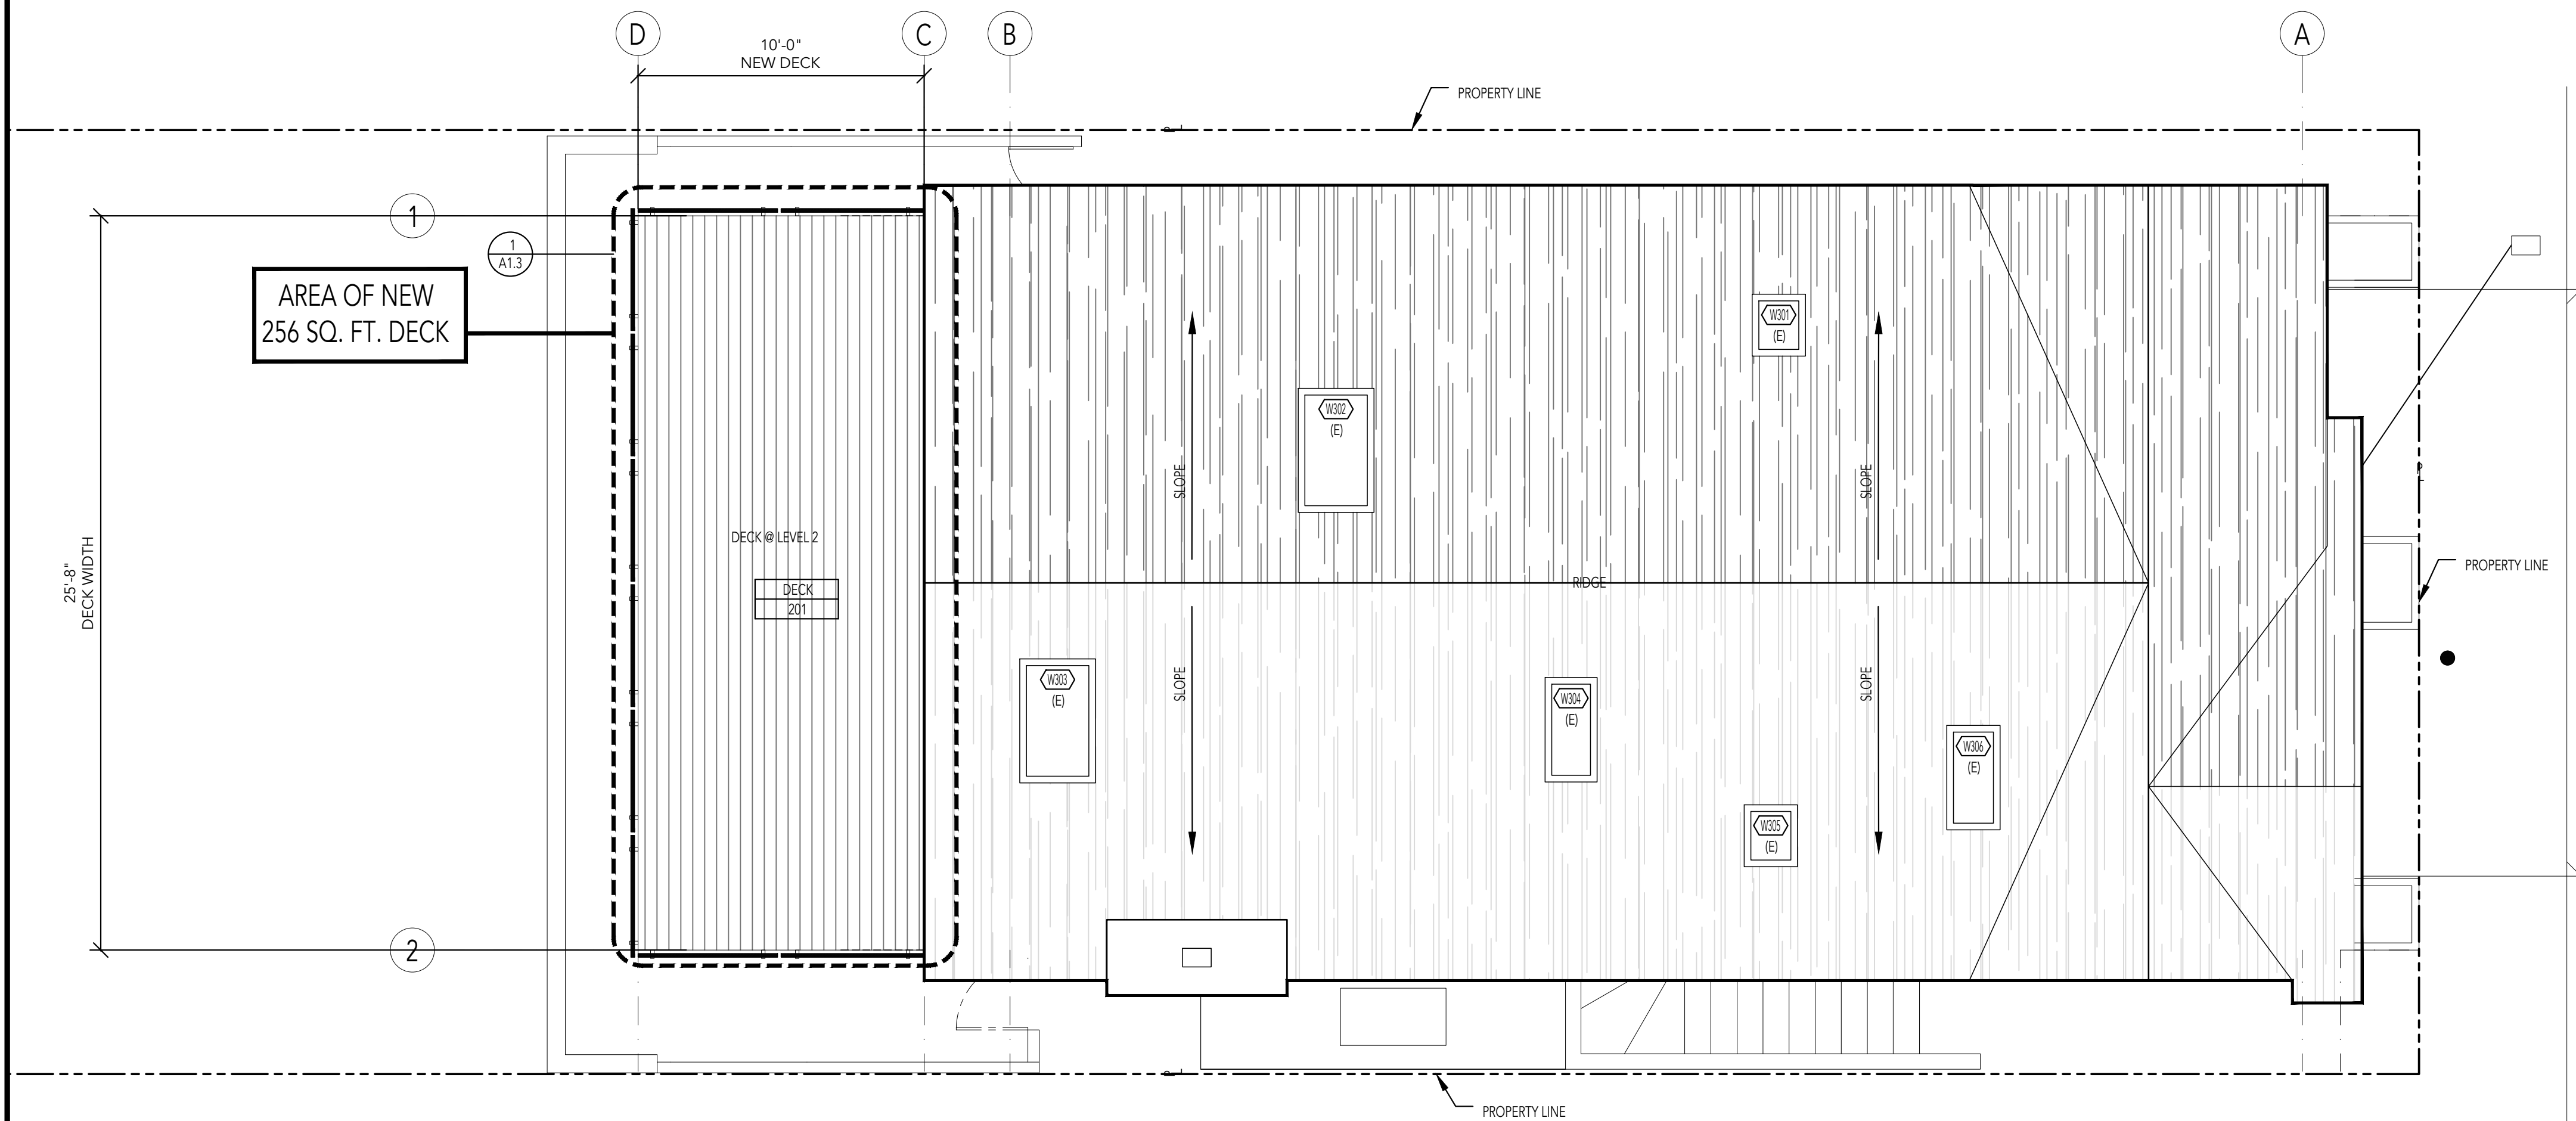 D
C
B
A
10'-0"
NEW DECK
PROPERTY LINE
1
1
A1.3
AREA OF NEW
256 SQ. FT. DECK
W301
(E)
W302
(E)
SLOPE
SLOPE
DECK @ LEVEL 2
25'-8"
DECK WIDTH
DECK
201
RIDGE
PROPERTY LINE
W303
(E)
SLOPE
W304
(E)
SLOPE
W306
(E)
W305
(E)
2
PROPERTY LINE